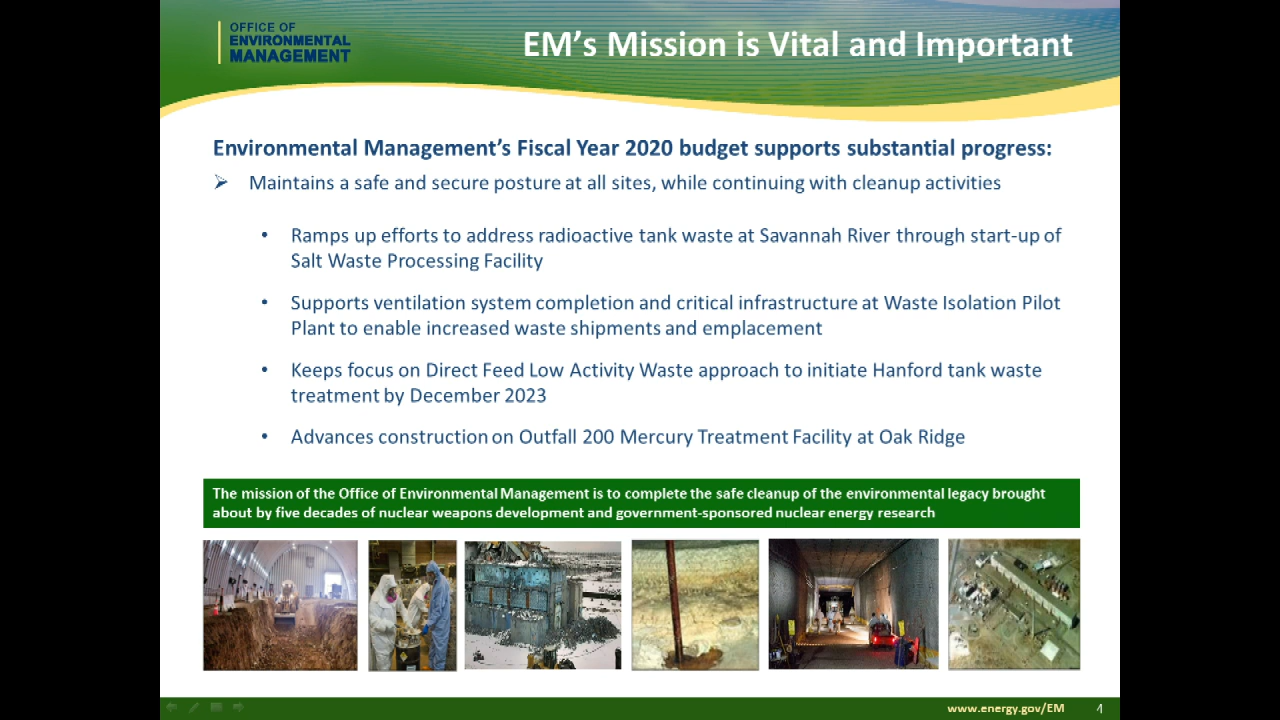 OFFICE OF
ENVIRONMENTAL
MANAGEMENT
EM’s Mission is Vital and Important
Environmental Management’s Fiscal Year 2020 budget supports substantial progress:
➢ Maintains a safe and secure posture at all sites, while continuing with cleanup activities
• Ramps up efforts to address radioactive tank waste at Savannah River through start-up of
Salt Waste Processing Facility
• Supports ventilation system completion and critical infrastructure at Waste Isolation Pilot
Plant to enable increased waste shipments and emplacement
• Keeps focus on Direct Feed Low Activity Waste approach to initiate Hanford tank waste
treatment by December 2023
• Advances construction on Outfall 200 Mercury Treatment Facility at Oak Ridge
The mission of the Office of Environmental Management is to complete the safe cleanup of the environmental legacy brought
about by five decades of nuclear weapons development and government-sponsored nuclear energy research
www.energy.gov/EM 4